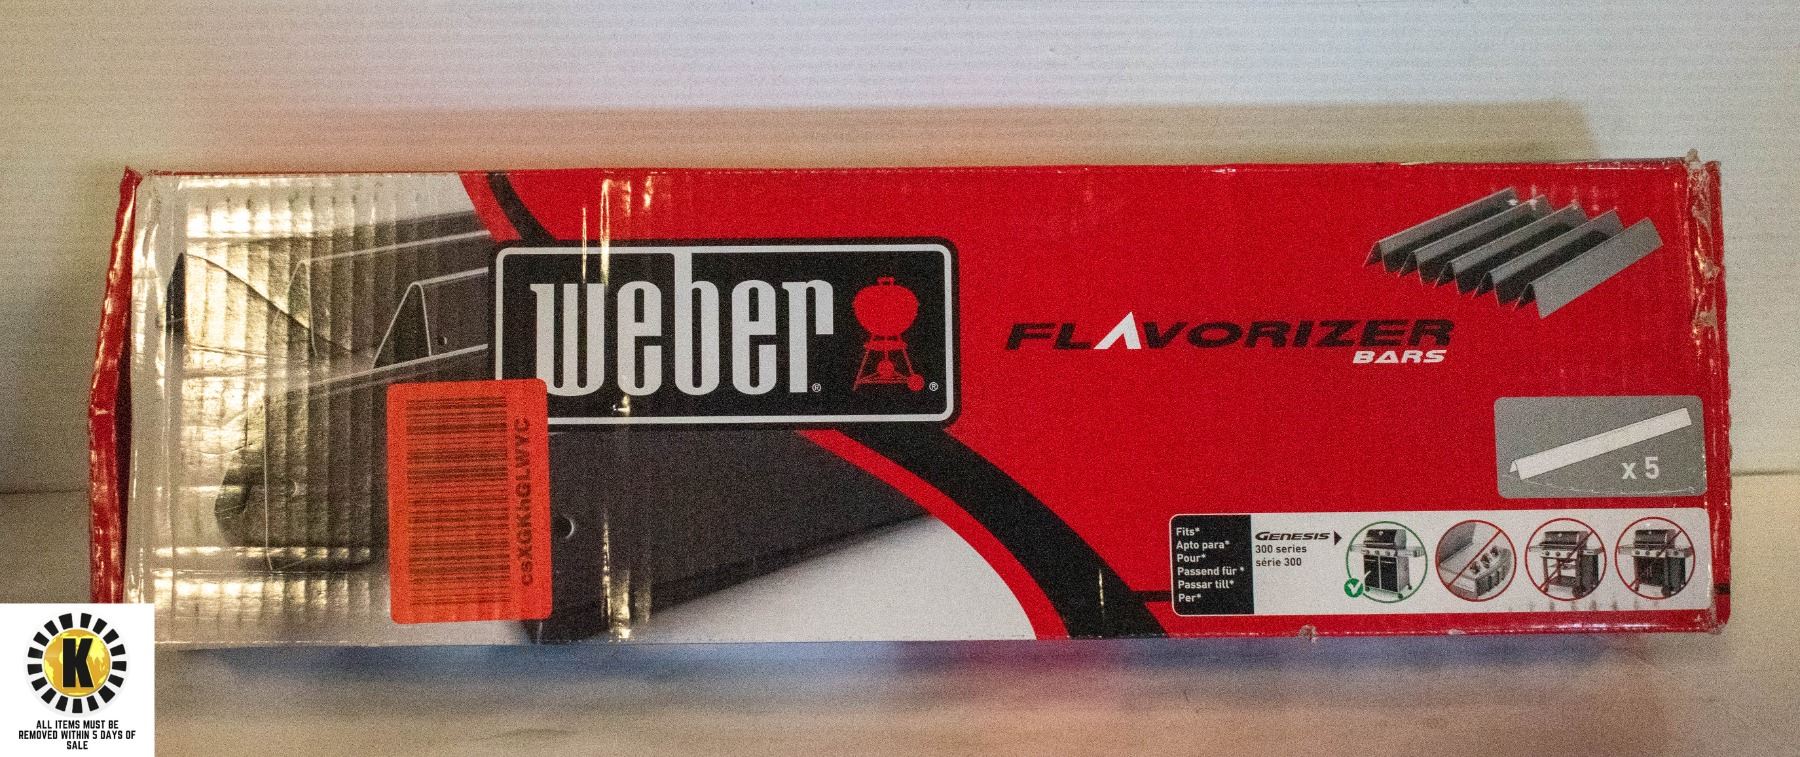 weber®
®
FLAVORIZER
BARS
x 5
Fits*
Apto para*
Pour*
Passend für *
Passar till*
Per*
GENESIS
300 series
série 300
csXGKhGLWVC
K
ALL ITEMS MUST BE
REMOVED WITHIN 5 DAYS OF
SALE